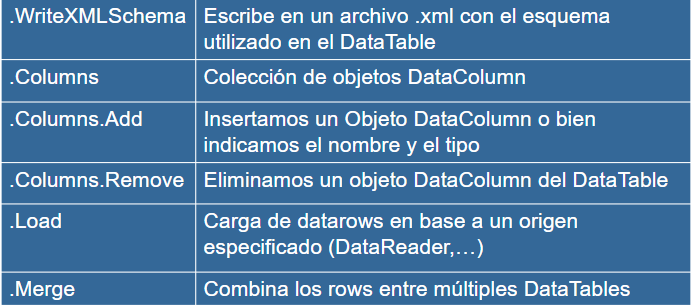 .WriteXMLSchema Escribe en un archivo .xml con el esquema
utilizado en el DataTable
.Columns Colección de objetos DataColumn
.Columns.Add Insertamos un Objeto DataColumn o bien
indicamos el nombre y el tipo
.Columns.Remove Eliminamos un objeto DataColumn del DataTable
.Load Carga de datarows en base a un origen
especificado (DataReader,…)
.Merge Combina los rows entre múltiples DataTables